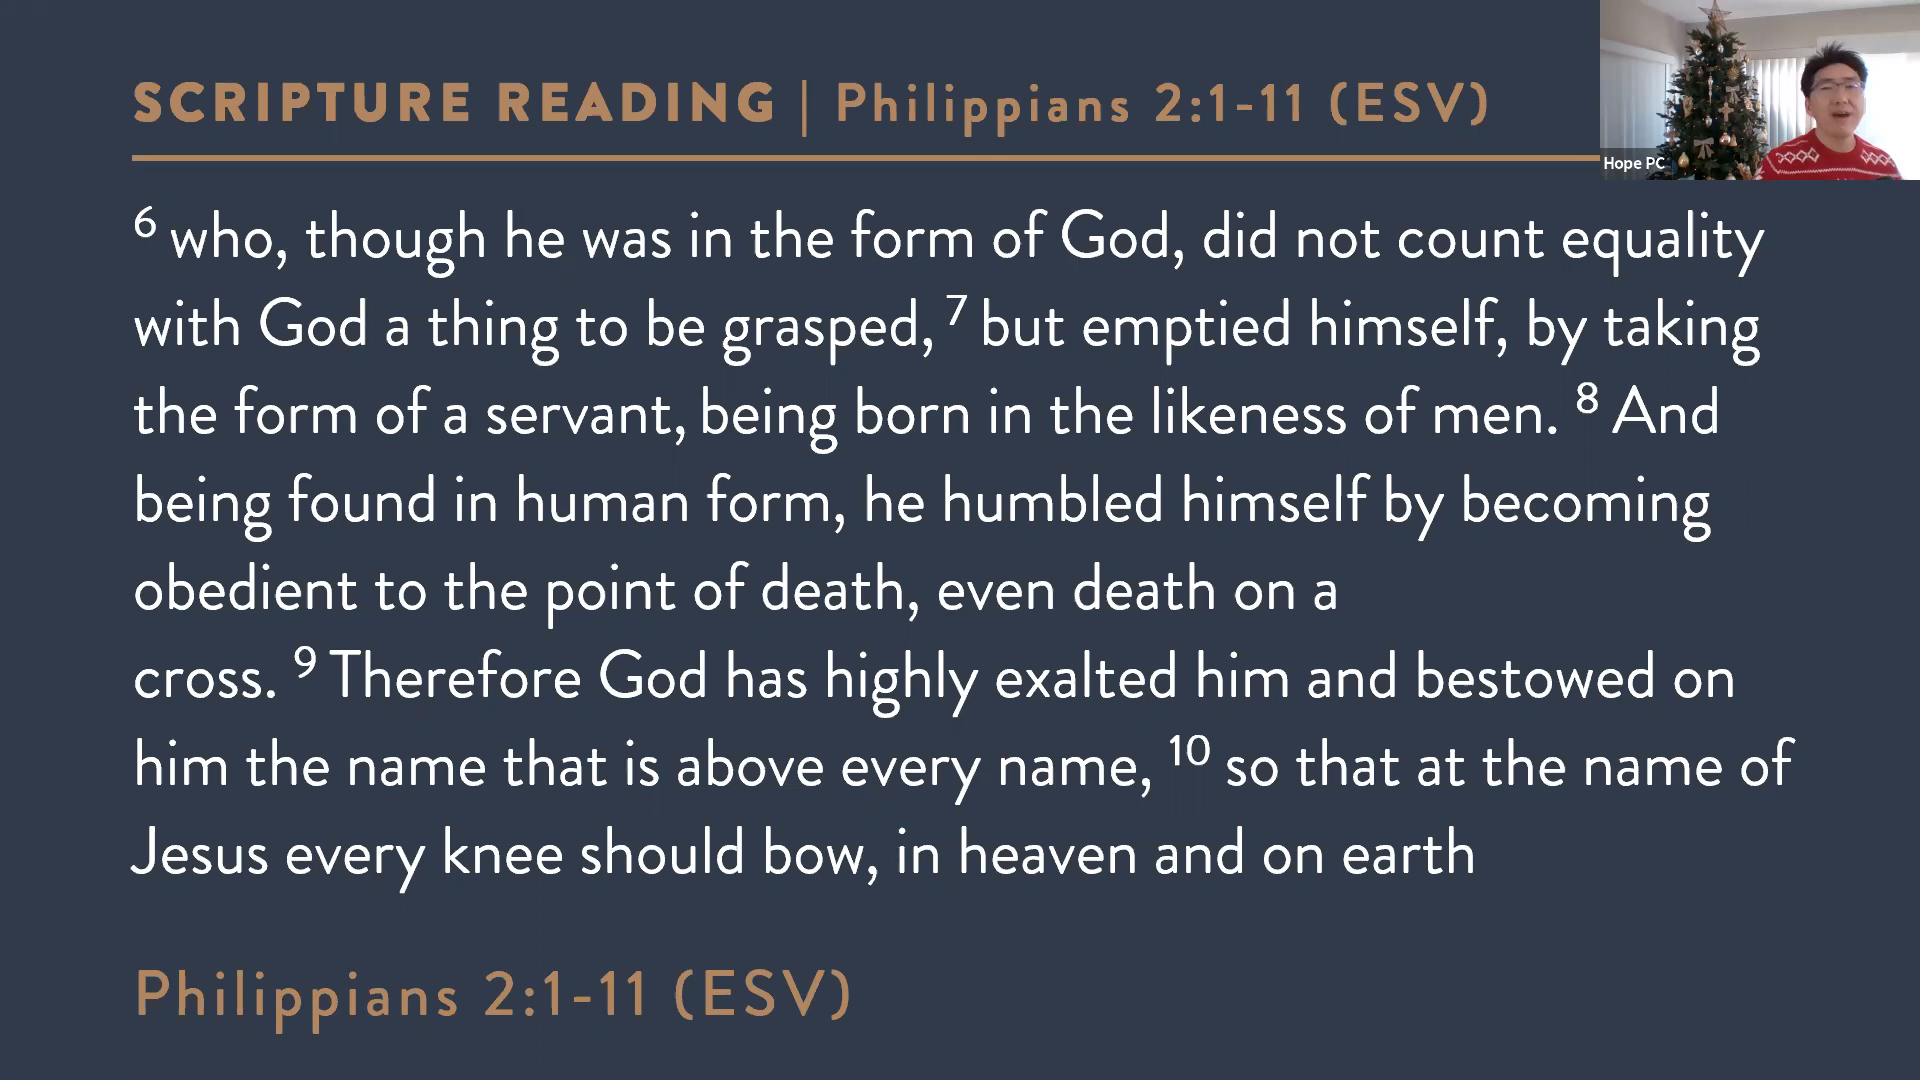 SCRIPTURE READING | Philippians 2:1-11 (ESV)
Hope PC
6 who, though he was in the form of God, did not count equality
with God a thing to be grasped, 7 but emptied himself, by taking
the form of a servant, being born in the likeness of men. 8 And
being found in human form, he humbled himself by becoming
obedient to the point of death, even death on a
cross. 9 Therefore God has highly exalted him and bestowed on
him the name that is above every name, 10 so that at the name of
Jesus every knee should bow, in heaven and on earth
Philippians 2:1-11 (ESV)